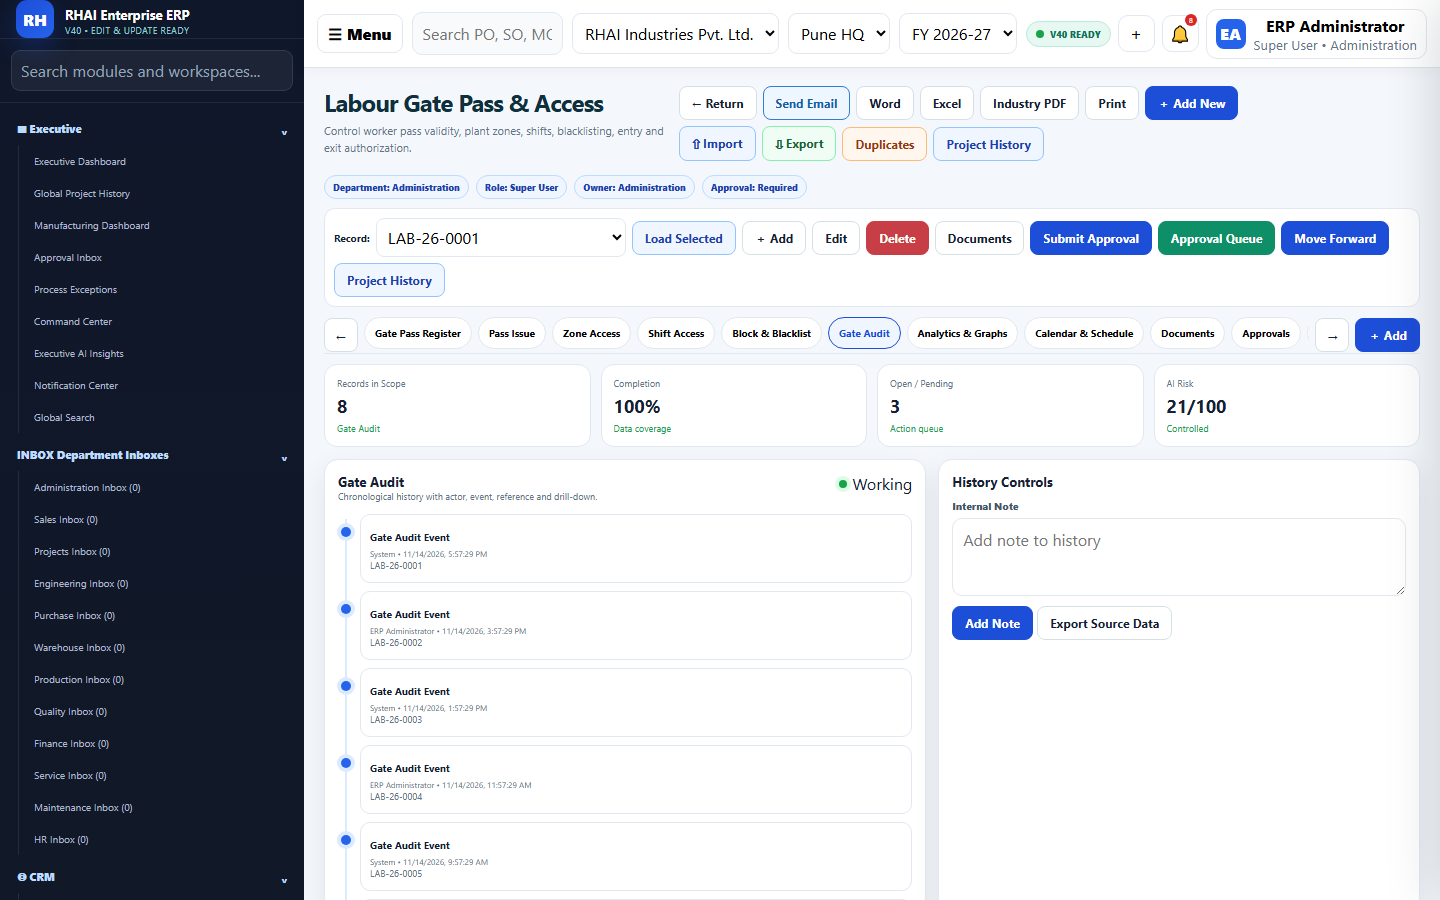 RH
RHAI Enterprise ERP
V40 • EDIT & UPDATE READY
Search modules and workspaces...
Executive
Executive Dashboard
Global Project History
Manufacturing Dashboard
Approval Inbox
Process Exceptions
Command Center
Executive AI Insights
Notification Center
Global Search
INBOX Department Inboxes
Administration Inbox (0)
Sales Inbox (0)
Projects Inbox (0)
Engineering Inbox (0)
Purchase Inbox (0)
Warehouse Inbox (0)
Production Inbox (0)
Quality Inbox (0)
Finance Inbox (0)
Service Inbox (0)
Maintenance Inbox (0)
HR Inbox (0)
CRM
☰ Menu
Search PO, SO, MC
RHAI Industries Pvt. Ltd.
Pune HQ
FY 2026-27
V40 READY
+
8
EA
ERP Administrator
Super User • Administration
Labour Gate Pass & Access
Control worker pass validity, plant zones, shifts, blacklisting, entry and
exit authorization.
← Return
Send Email
Word
Excel
Industry PDF
Print
+ Add New
⇧ Import
⇩ Export
Duplicates
Project History
Department: Administration
Role: Super User
Owner: Administration
Approval: Required
Record:
LAB-26-0001
Load Selected
+ Add
Edit
Delete
Documents
Submit Approval
Approval Queue
Move Forward
Project History
←
Gate Pass Register
Pass Issue
Zone Access
Shift Access
Block & Blacklist
Gate Audit
Analytics & Graphs
Calendar & Schedule
Documents
Approvals
→
+ Add
Records in Scope
8
Gate Audit
Completion
100%
Data coverage
Open / Pending
3
Action queue
AI Risk
21/100
Controlled
Gate Audit
Chronological history with actor, event, reference and drill-down.
Working
Gate Audit Event
System • 11/14/2026, 5:57:29 PM
LAB-26-0001
Gate Audit Event
ERP Administrator • 11/14/2026, 3:57:29 PM
LAB-26-0002
Gate Audit Event
System • 11/14/2026, 1:57:29 PM
LAB-26-0003
Gate Audit Event
ERP Administrator • 11/14/2026, 11:57:29 AM
LAB-26-0004
Gate Audit Event
System • 11/14/2026, 9:57:29 AM
LAB-26-0005
History Controls
Internal Note
Add note to history
Add Note
Export Source Data